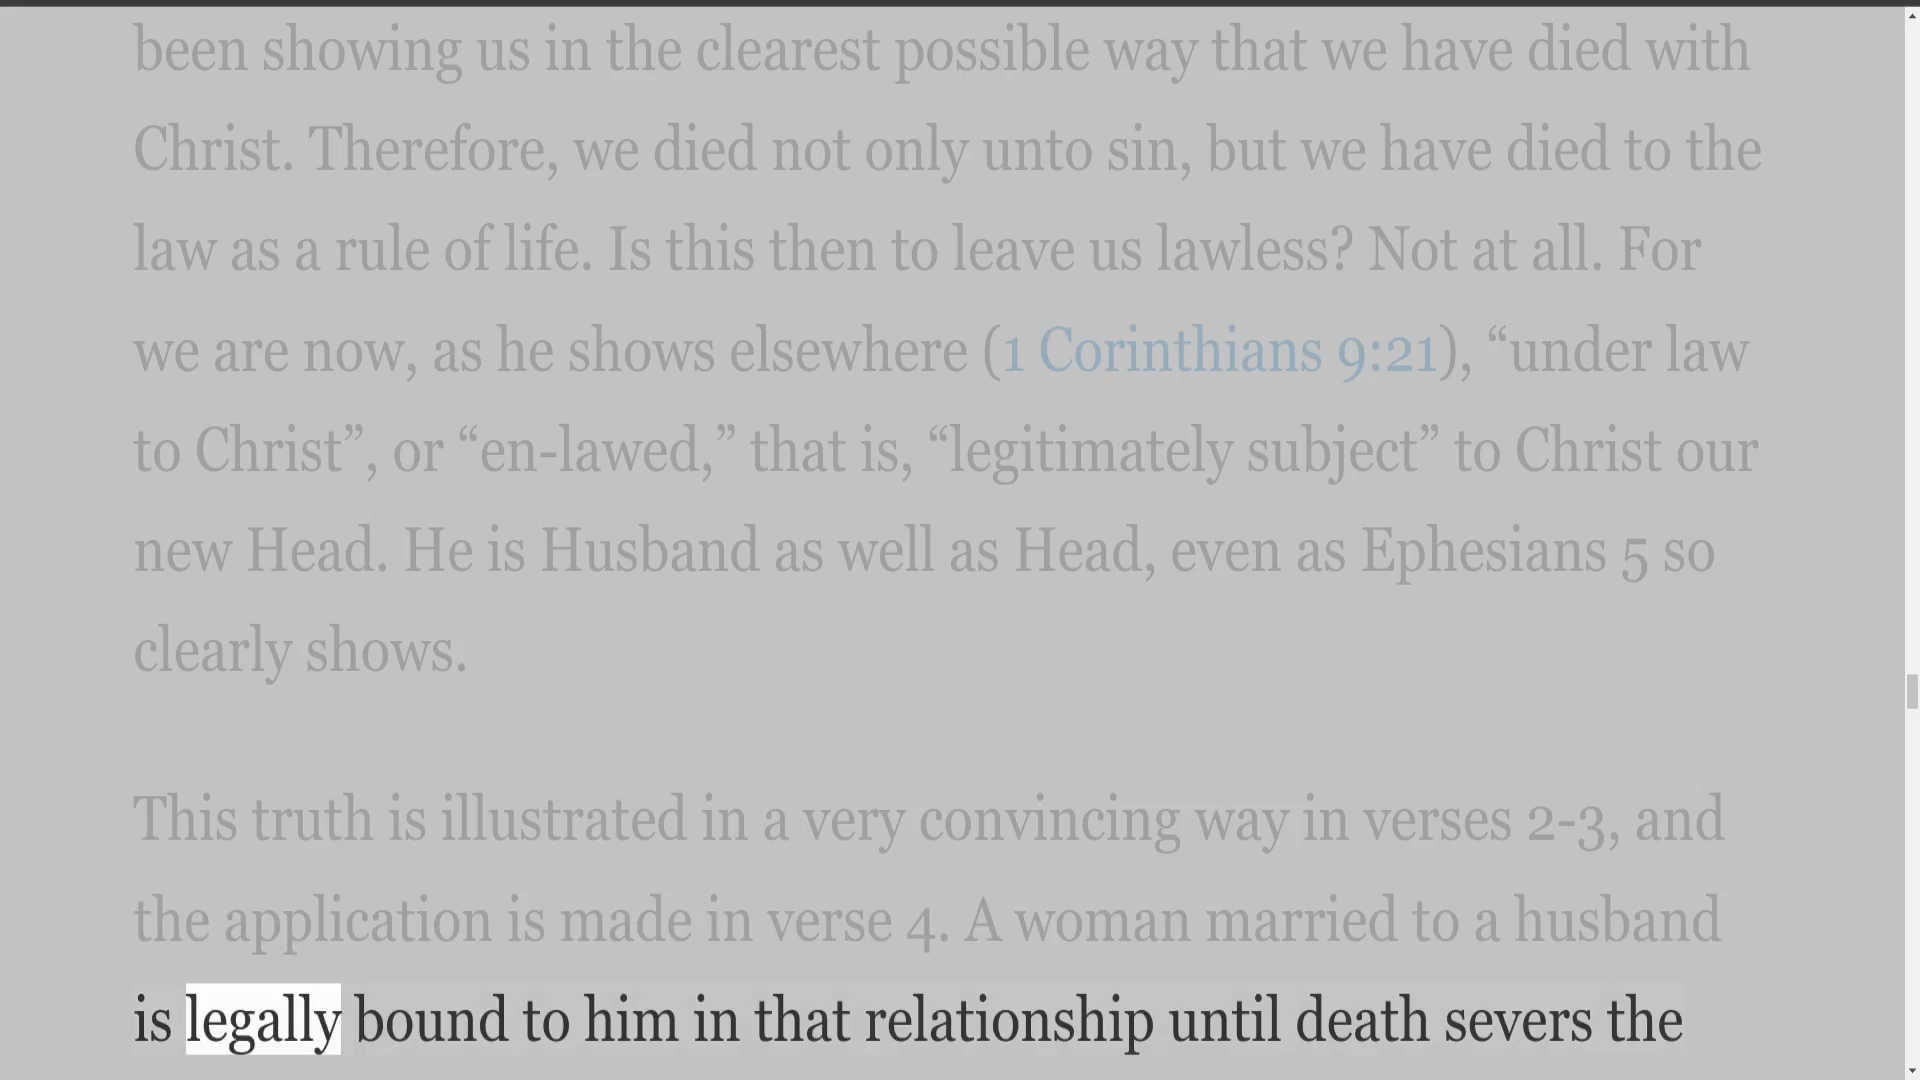 been showing us in the clearest possible way that we have died with
Christ. Therefore, we died not only unto sin, but we have died to the
law as a rule of life. Is this then to leave us lawless? Not at all. For
we are now, as he shows elsewhere (1 Corinthians 9:21), “under law
to Christ”, or “en-lawed,” that is, “legitimately subject” to Christ our
new Head. He is Husband as well as Head, even as Ephesians 5 so
clearly shows.
This truth is illustrated in a very convincing way in verses 2-3, and
the application is made in verse 4. A woman married to a husband
is legally bound to him in that relationship until death severs the